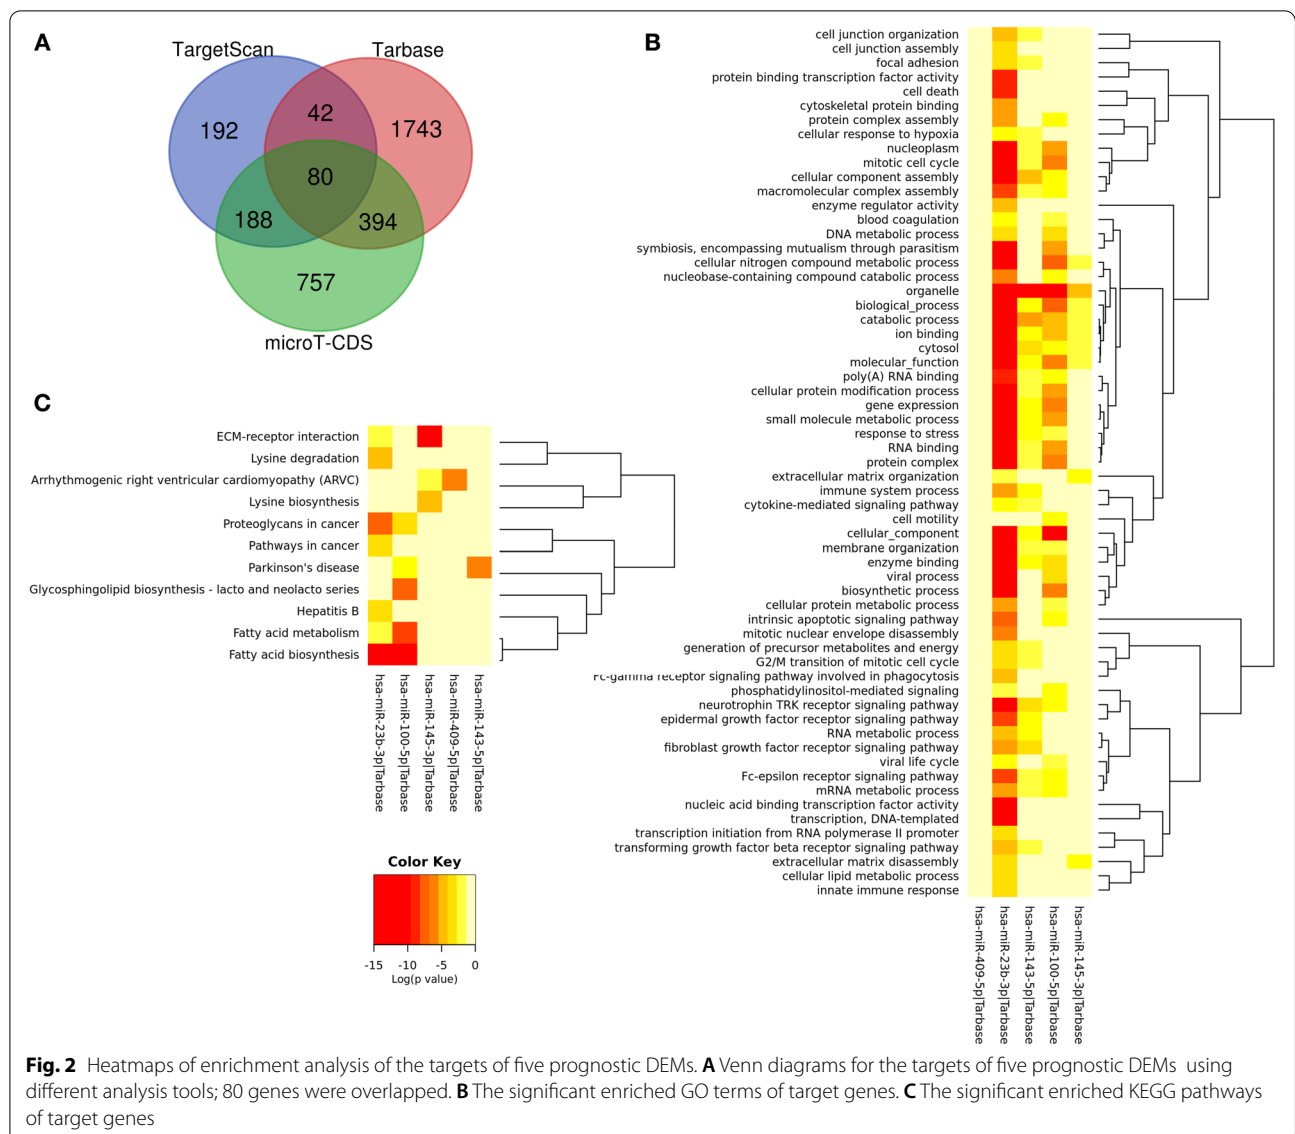 A
TargetScan
Tarbase
192
42
1743
80
188
394
757
microT-CDS
B
cell junction organization
cell junction assembly
focal adhesion
protein binding transcription factor activity
cell death
cytoskeletal protein binding
protein complex assembly
cellular response to hypoxia
nucleoplasm
mitotic cell cycle
cellular component assembly
macromolecular complex assembly
enzyme regulator activity
blood coagulation
DNA metabolic process
symbiosis, encompassing mutualism through parasitism
cellular nitrogen compound metabolic process
nucleobase-containing compound catabolic process
organelle
biological_process
catabolic process
ion binding
cytosol
molecular_function
poly(A) RNA binding
cellular protein modification process
gene expression
small molecule metabolic process
response to stress
RNA binding
protein complex
extracellular matrix organization
immune system process
cytokine-mediated signaling pathway
cell motility
cellular_component
membrane organization
enzyme binding
viral process
biosynthetic process
cellular protein metabolic process
intrinsic apoptotic signaling pathway
mitotic nuclear envelope disassembly
generation of precursor metabolites and energy
G2/M transition of mitotic cell cycle
Fc-gamma receptor signaling pathway involved in phagocytosis
phosphatidylinositol-mediated signaling
neurotrophin TRK receptor signaling pathway
epidermal growth factor receptor signaling pathway
RNA metabolic process
fibroblast growth factor receptor signaling pathway
viral life cycle
Fc-epsilon receptor signaling pathway
mRNA metabolic process
nucleic acid binding transcription factor activity
transcription, DNA-templated
transcription initiation from RNA polymerase II promoter
transforming growth factor beta receptor signaling pathway
extracellular matrix disassembly
cellular lipid metabolic process
innate immune response
hsa-miR-409-5p|Tarbase
hsa-miR-23b-3p|Tarbase
hsa-miR-143-5p|Tarbase
hsa-miR-100-5p|Tarbase
hsa-miR-145-3p|Tarbase
C
ECM-receptor interaction
Lysine degradation
Arrhythmogenic right ventricular cardiomyopathy (ARVC)
Lysine biosynthesis
Proteoglycans in cancer
Pathways in cancer
Parkinson's disease
Glycosphingolipid biosynthesis - lacto and neolacto series
Hepatitis B
Fatty acid metabolism
Fatty acid biosynthesis
hsa-miR-23b-3p|Tarbase
hsa-miR-100-5p|Tarbase
hsa-miR-145-3p|Tarbase
hsa-miR-409-5p|Tarbase
hsa-miR-143-5p|Tarbase
Color Key
-15 -10 -5 0
Log(p value)
Fig. 2 Heatmaps of enrichment analysis of the targets of five prognostic DEMs. A Venn diagrams for the targets of five prognostic DEMs using
different analysis tools; 80 genes were overlapped. B The significant enriched GO terms of target genes. C The significant enriched KEGG pathways
of target genes